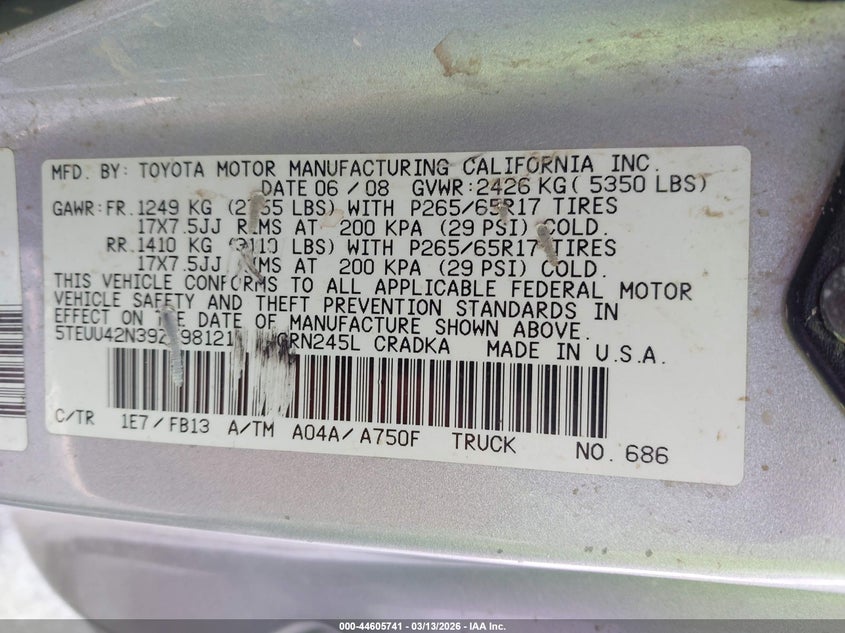 MFD. BY: TOYOTA MOTOR MANUFACTURING CALIFORNIA INC.
DATE 06 / 08 GVWR: 2426 KG ( 5350 LBS)
GAWR: FR. 1249 KG LBS) WITH P265/65R17 TIRES
17X7.5JJ RIMS AT 200 KPA (29 PSI) COLD.
RR. 1410 KG LBS) WITH P265/65R17 TIRES
17X7.5JJ RIMS AT 200 KPA (29 PSI) COLD.
THIS VEHICLE CONFORMS TO ALL APPLICABLE FEDERAL MOTOR
VEHICLE SAFETY AND THEFT PREVENTION STANDARDS IN
EFFECT ON THE DATE OF MANUFACTURE SHOWN ABOVE.
CRADKA MADE IN U.S.A.
C/TR 1E7 / FB13 A/TM A04A / A750F TRUCK NO. 686
000-44605741 | 03/13/2026 | IAA Inc.